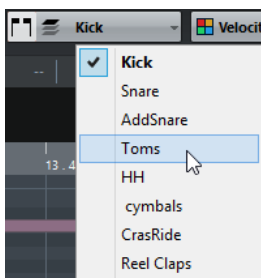 Kick Velocit
--
Kick
Snare
AddSnare
Toms
13.4
HH
cymbals
CrasRide
Reel Claps